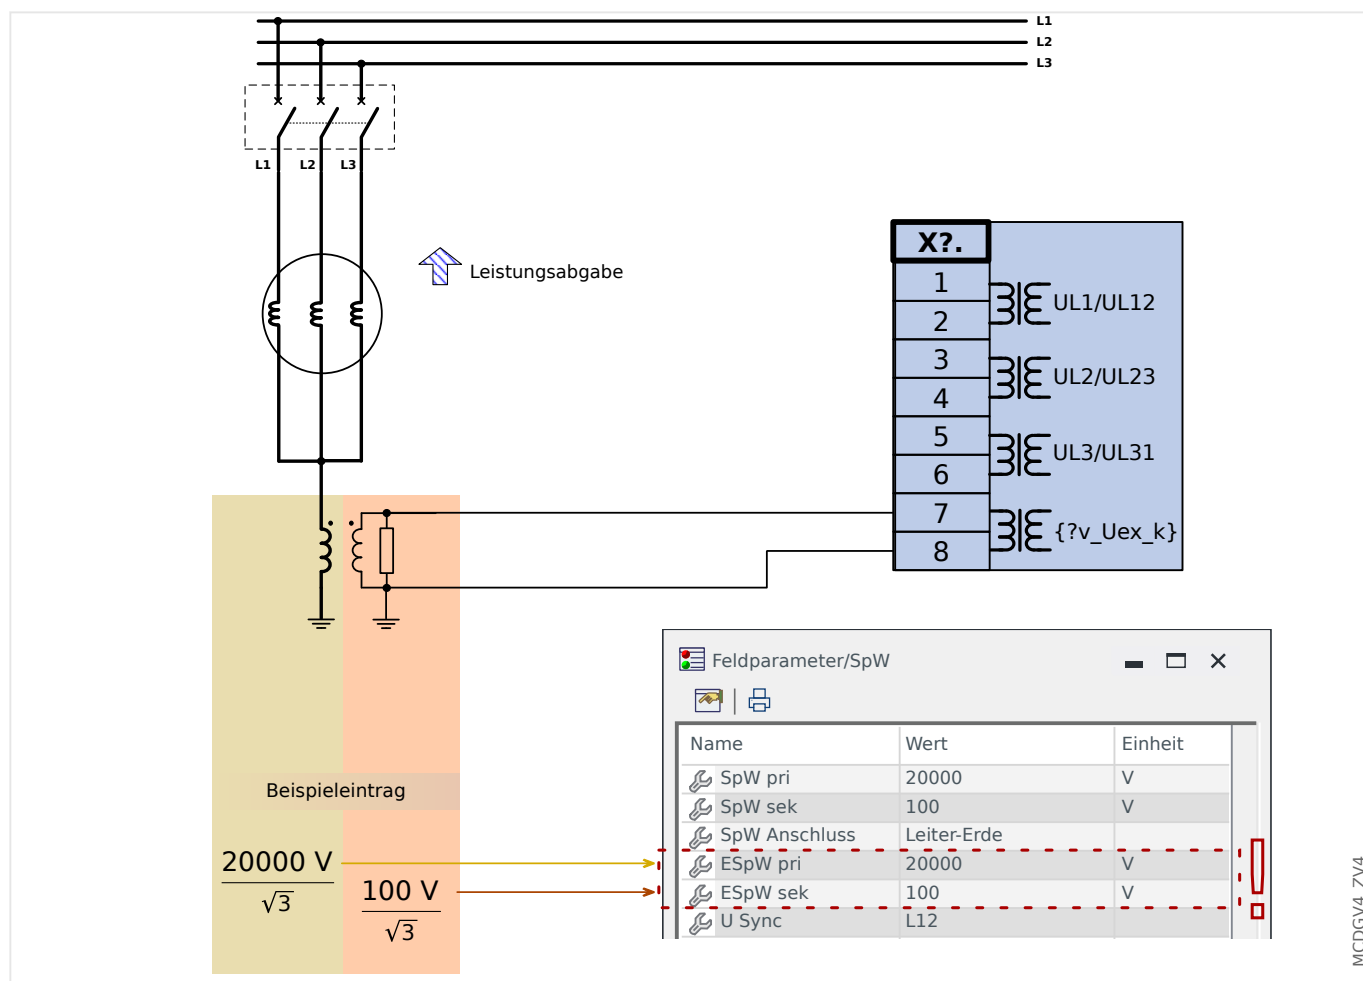 L1
L2
L3
L1 L2 L3
Leistungsabgabe
X?.
1
2
3
4
5
6
7
8
UL1/UL12
UL2/UL23
UL3/UL31
{?v_Uex_k}
Beispieleintrag
20000 V
√3
100 V
√3
Feldparameter/SpW
Name Wert Einheit
SpW pri 20000 V
SpW sek 100 V
SpW Anschluss Leiter-Erde
ESpW pri 20000 V
ESpW sek 100 V
U Sync L12
MCDGV4_ZV4